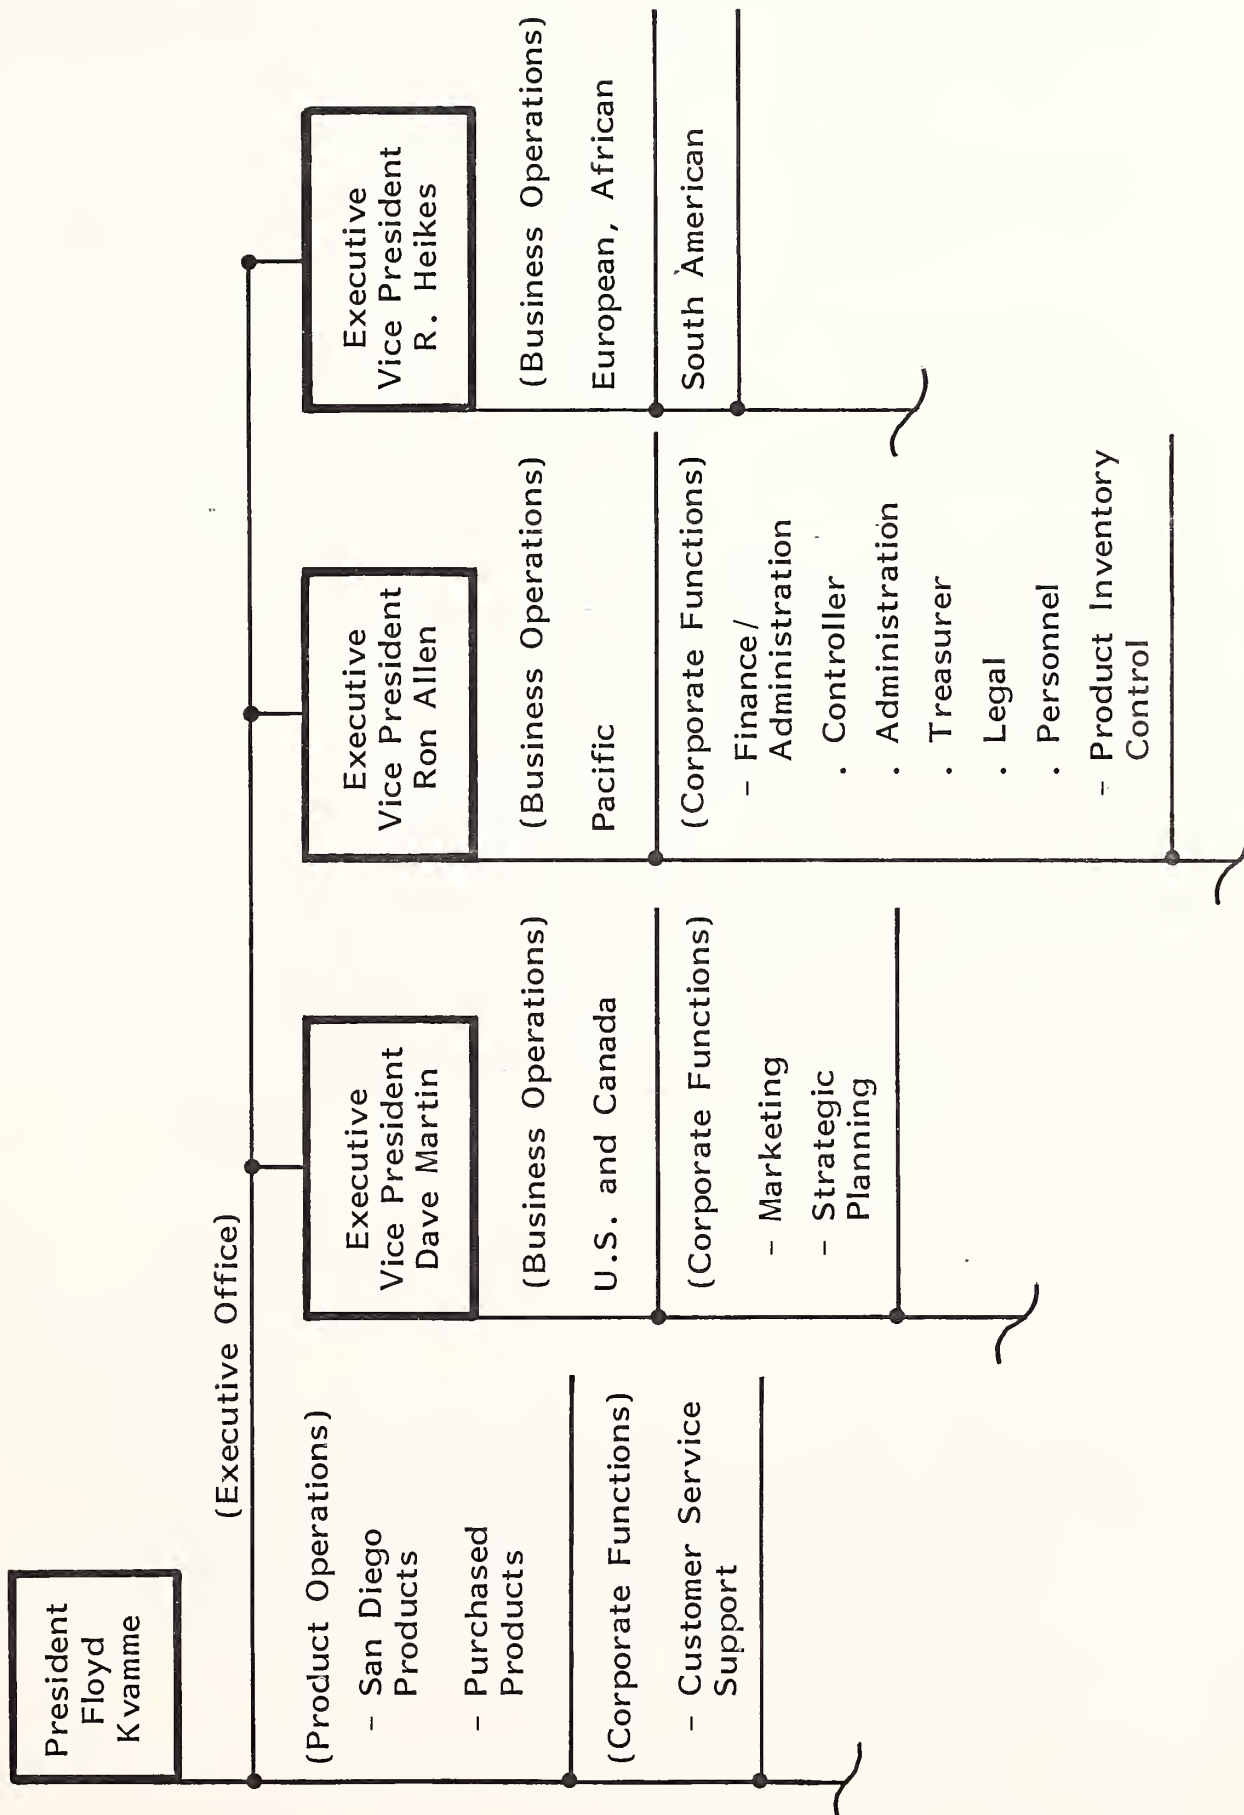 President
Floyd
Kvamme
(Executive Office)
(Product Operations)
- San Diego
Products
- Purchased
Products
(Corporate Functions)
- Customer Service
Support
Executive
Vice President
Dave Martin
(Business Operations)
U.S. and Canada
(Corporate Functions)
- Marketing
- Strategic
Planning
Executive
Vice President
Ron Allen
(Business Operations)
Pacific
(Corporate Functions)
- Finance/
Administration
. Controller
. Administration
. Treasurer
. Legal
. Personnel
- Product Inventory
Control
Executive
Vice President
R. Heikes
(Business Operations)
European, African
South American